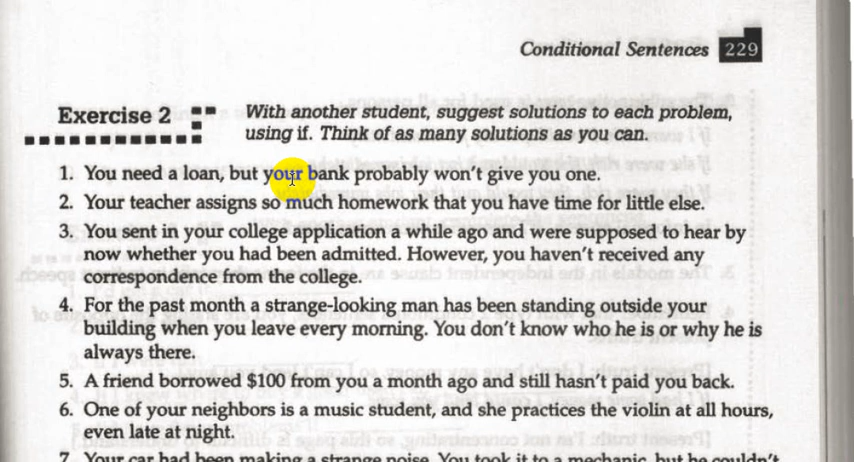 Conditional Sentences 229
Exercise 2
With another student, suggest solutions to each problem,
using if. Think of as many solutions as you can.
1. You need a loan, but your bank probably won't give you one.
2. Your teacher assigns so much homework that you have time for little else.
3. You sent in your college application a while ago and were supposed to hear by
now whether you had been admitted. However, you haven't received any
correspondence from the college.
4. For the past month a strange-looking man has been standing outside your
building when you leave every morning. You don't know who he is or why he is
always there.
5. A friend borrowed $100 from you a month ago and still hasn't paid you back.
6. One of your neighbors is a music student, and she practices the violin at all hours,
even late at night.
7. Your car had been making a strange noise. You took it to a mechanic, but he couldn't